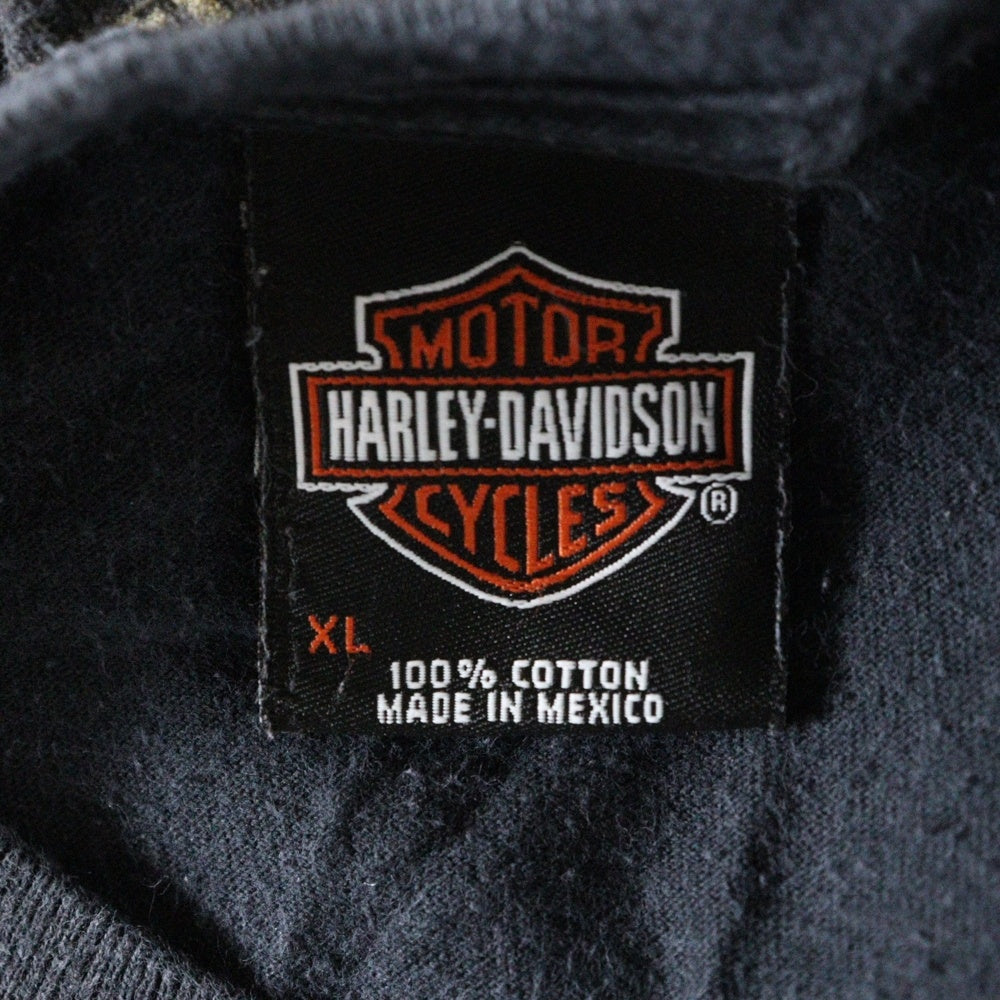 MOTOR
HARLEY-DAVIDSON
CYCLES
®
XL
100% COTTON
MADE IN MEXICO